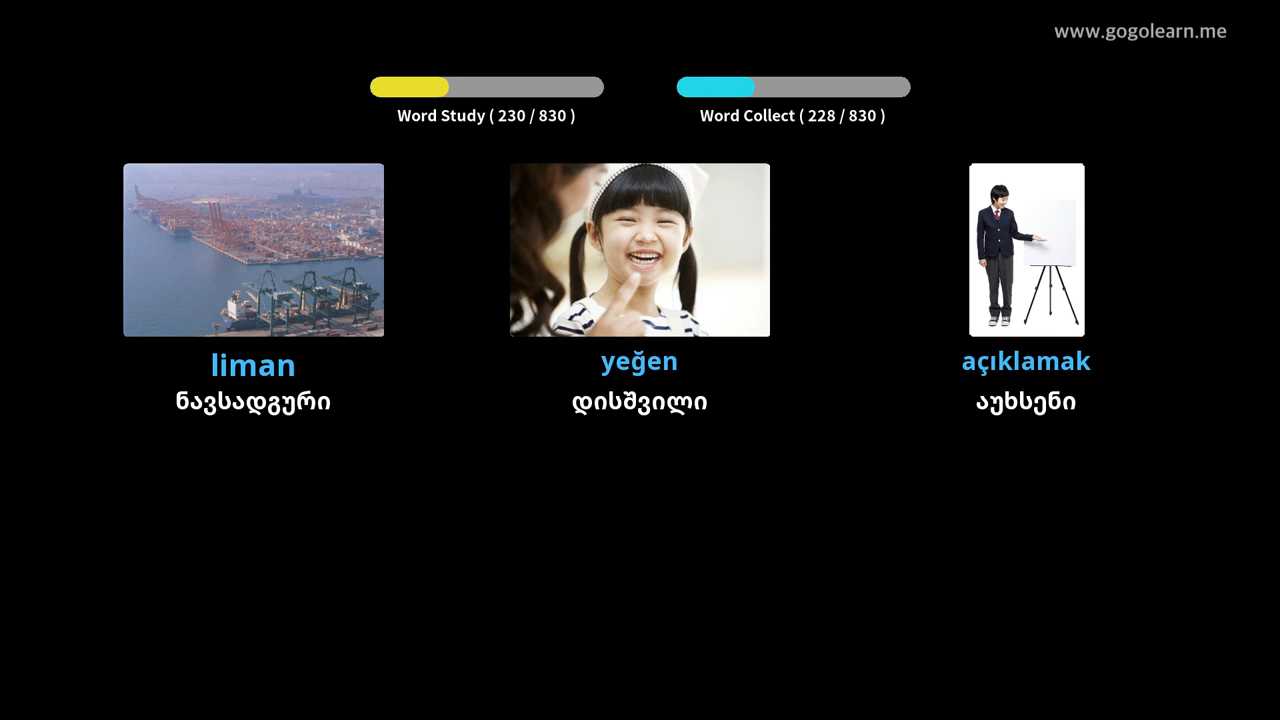 www.gogolearn.me
Word Study ( 230 / 830 )
Word Collect ( 228 / 830 )
liman
yeğen
açıklamak
ნავსადგური
დისშვილი
აუხსენი